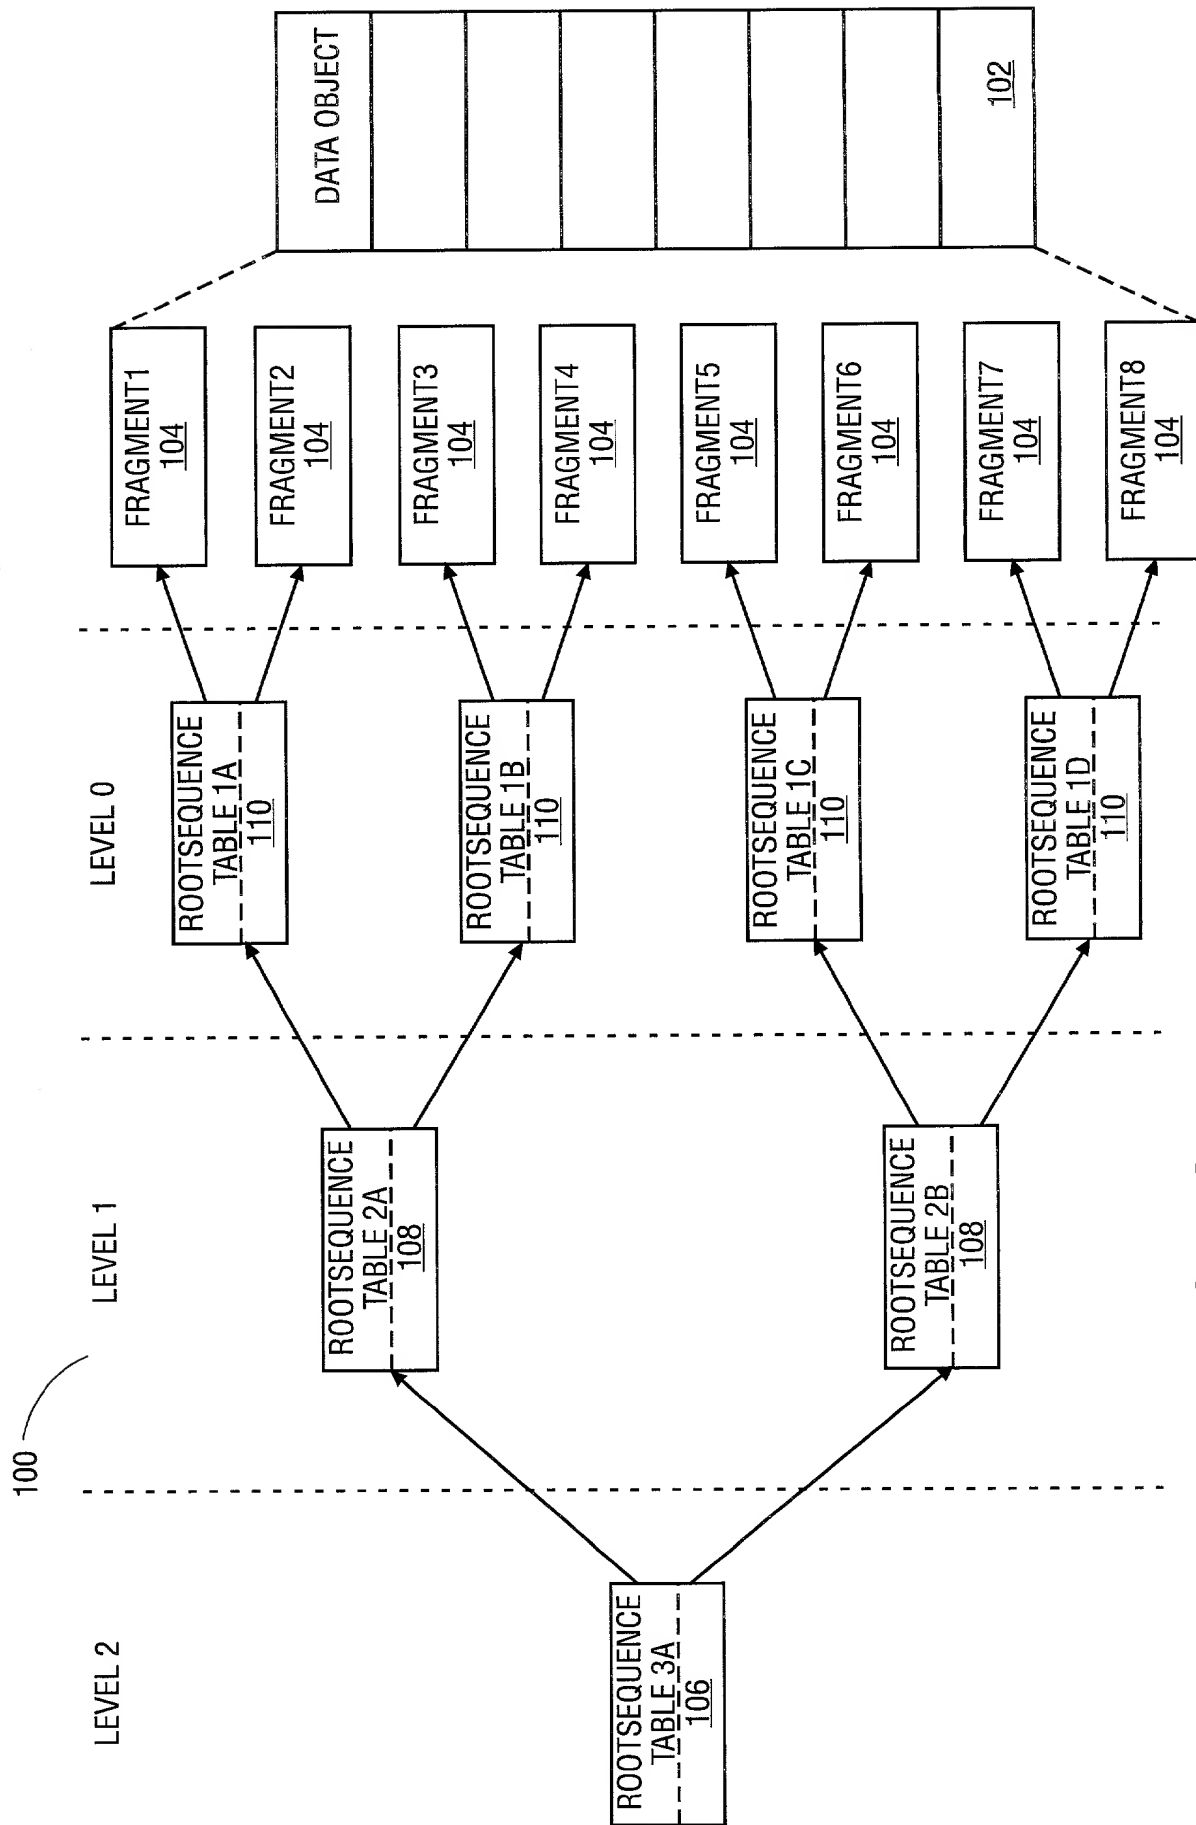 100
LEVEL 2
LEVEL 1
LEVEL 0
ROOTSEQUENCE
TABLE 3A
106
ROOTSEQUENCE
TABLE 2A
108
ROOTSEQUENCE
TABLE 2B
108
ROOTSEQUENCE
TABLE 1A
110
ROOTSEQUENCE
TABLE 1B
110
ROOTSEQUENCE
TABLE 1C
110
ROOTSEQUENCE
TABLE 1D
110
FRAGMENT1
104
FRAGMENT2
104
FRAGMENT3
104
FRAGMENT4
104
FRAGMENT5
104
FRAGMENT6
104
FRAGMENT7
104
FRAGMENT8
104
DATA OBJECT
102